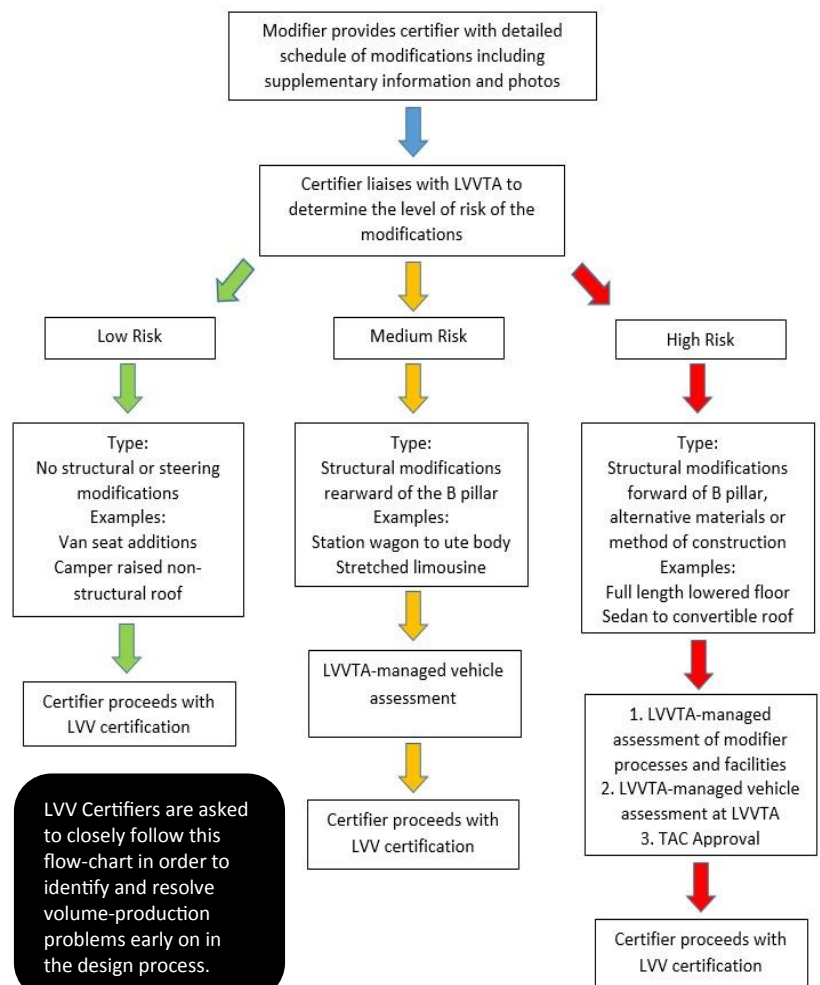 Modifier provides certifier with detailed
schedule of modifications including
supplementary information and photos
Certifier liaises with LVVTA to
determine the level of risk of the
modifications
Low Risk
Medium Risk
High Risk
Type:
No structural or steering
modifications
Examples:
Van seat additions
Camper raised non-
structural roof
Type:
Structural modifications
rearward of the B pillar
Examples:
Station wagon to ute body
Stretched limousine
Type:
Structural modifications
forward of B pillar,
alternative materials or
method of construction
Examples:
Full length lowered floor
Sedan to convertible roof
Certifier proceeds with
LVV certification
LVVTA-managed vehicle
assessment
1. LVVTA-managed
assessment of modifier
processes and facilities
2. LVVTA-managed vehicle
assessment at LVVTA
3. TAC Approval
Certifier proceeds with
LVV certification
Certifier proceeds with
LVV certification
LVV Certifiers are asked
to closely follow this
flow-chart in order to
identify and resolve
volume-production
problems early on in
the design process.